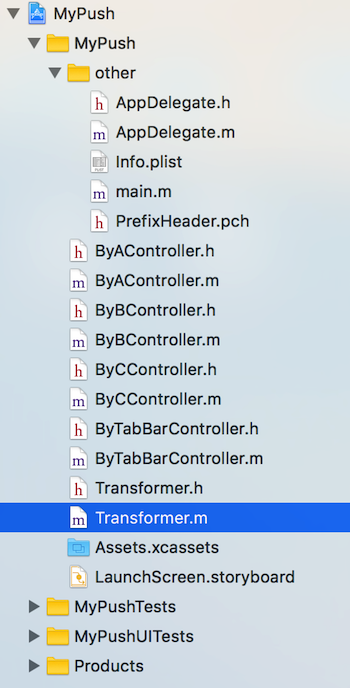 MyPush
MyPush
other
h AppDelegate.h
m AppDelegate.m
Info.plist
m main.m
h PrefixHeader.pch
h ByAController.h
m ByAController.m
h ByBController.h
m ByBController.m
h ByCController.h
m ByCController.m
h ByTabBarController.h
m ByTabBarController.m
h Transformer.h
m Transformer.m
Assets.xcassets
LaunchScreen.storyboard
MyPushTests
MyPushUITests
Products